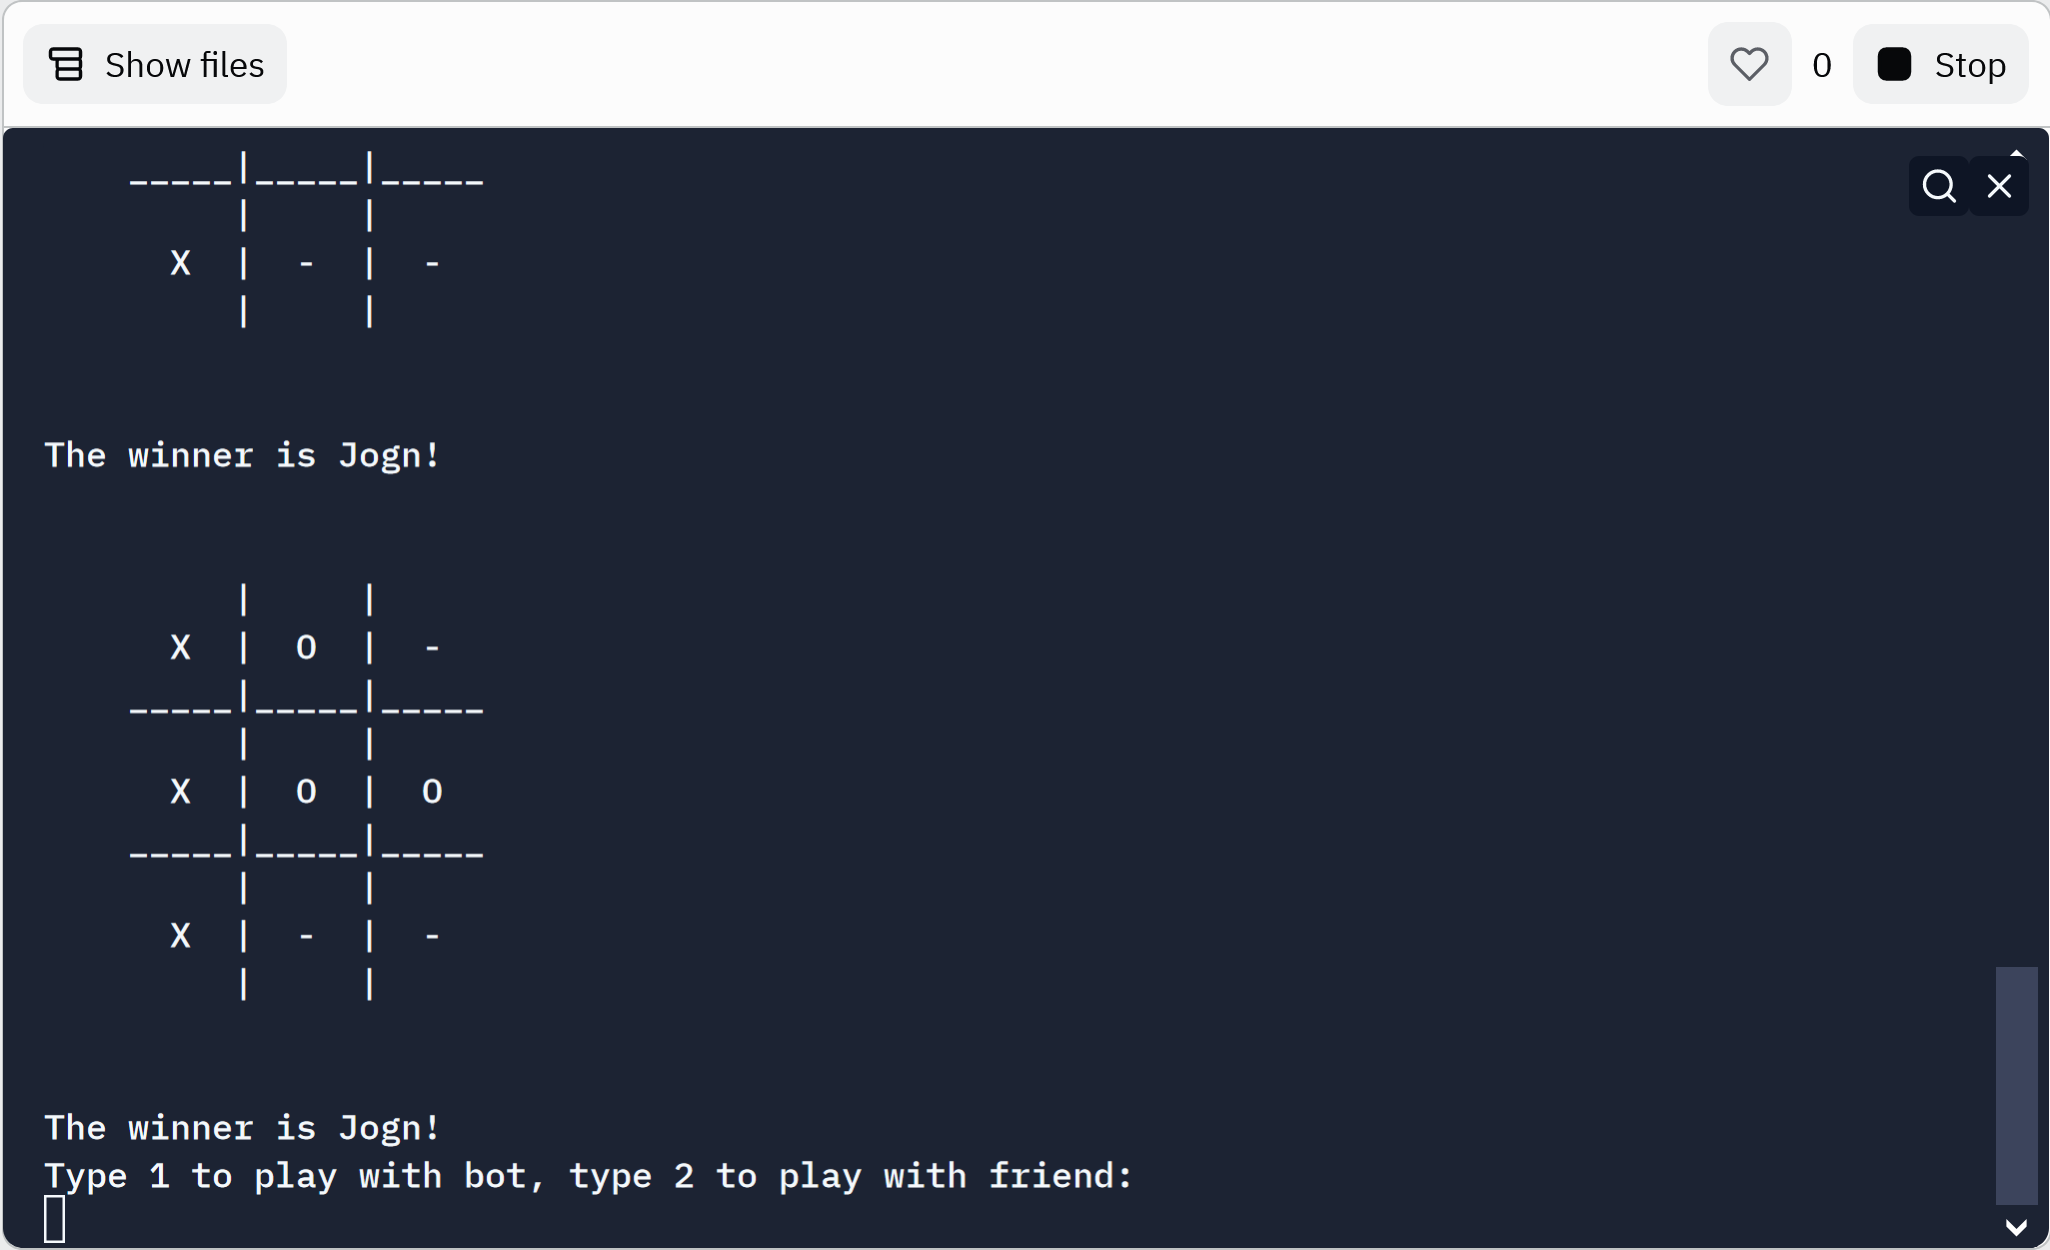 Show files
0 Stop
_____|_____|_____
     |     |
  X  |  -  |  -
     |     |
The winner is Jogn!
     |     |
  X  |  O  |  -
_____|_____|_____
     |     |
  X  |  O  |  O
_____|_____|_____
     |     |
  X  |  -  |  -
     |     |
The winner is Jogn!
Type 1 to play with bot, type 2 to play with friend: